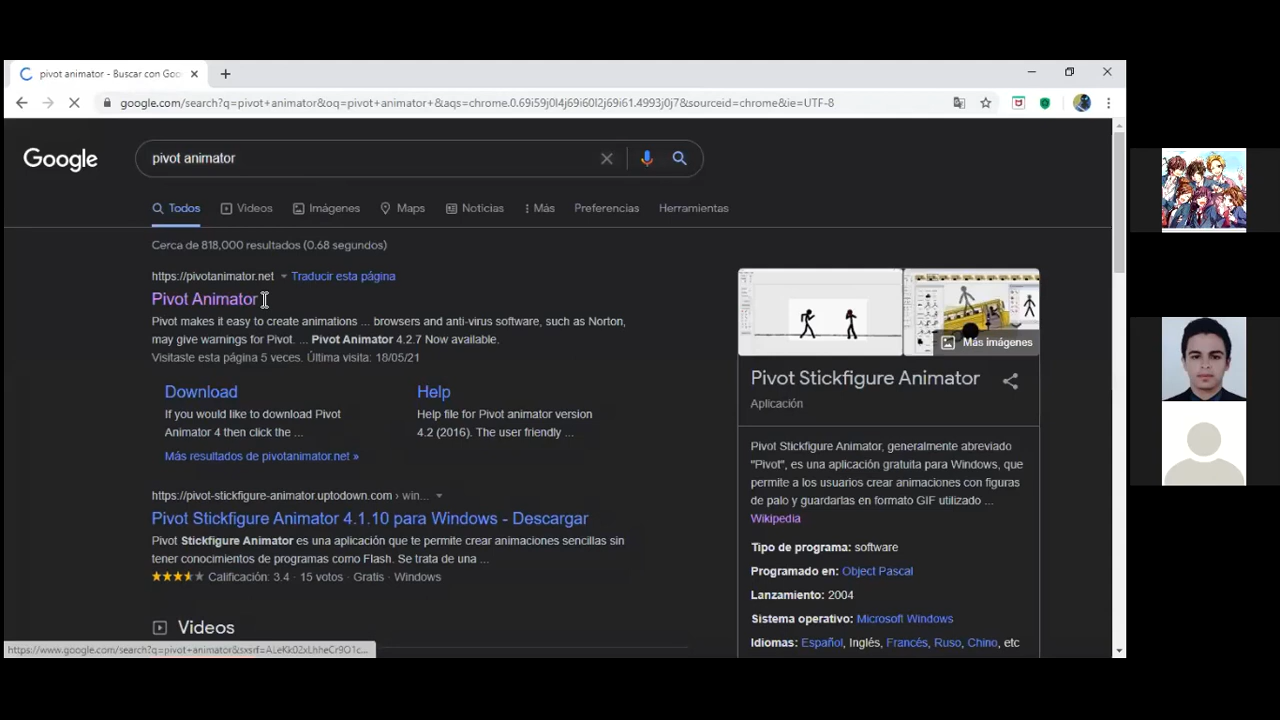 pivot animator - Buscar con Goo
google.com/search?q=pivot+animator&oq=pivot+animator+&aqs=chrome.0.69i59j0l4j69i60l2j69i61.4993j0j7&sourceid=chrome&ie=UTF-8
Google
pivot animator
Todos
Videos
Imágenes
Maps
Noticias
Más
Preferencias
Herramientas
Cerca de 818,000 resultados (0.68 segundos)
https://pivotanimator.net
Traducir esta página
Pivot Animator
Pivot makes it easy to create animations ... browsers and anti-virus software, such as Norton,
may give warnings for Pivot. ... Pivot Animator 4.2.7 Now available.
Visitaste esta página 5 veces. Última visita: 18/05/21
Download
If you would like to download Pivot
Animator 4 then click the ...
Help
Help file for Pivot animator version
4.2 (2016). The user friendly ...
Más resultados de pivotanimator.net »
https://pivot-stickfigure-animator.uptodown.com › win...
Pivot Stickfigure Animator 4.1.10 para Windows - Descargar
Pivot Stickfigure Animator es una aplicación que te permite crear animaciones sencillas sin
tener conocimientos de programas como Flash. Se trata de una ...
Calificación: 3.4 · 15 votos · Gratis · Windows
Videos
Más imágenes
Pivot Stickfigure Animator
Aplicación
Pivot Stickfigure Animator, generalmente abreviado
"Pivot", es una aplicación gratuita para Windows, que
permite a los usuarios crear animaciones con figuras
de palo y guardarlas en formato GIF utilizado ...
Wikipedia
Tipo de programa: software
Programado en: Object Pascal
Lanzamiento: 2004
Sistema operativo: Microsoft Windows
Idiomas: Español, Inglés, Francés, Ruso, Chino, etc